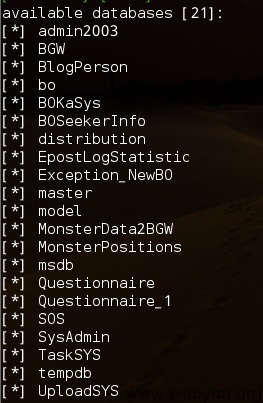 available databases [21]:
[*] admin2003
[*] BGW
[*] BlogPerson
[*] bo
[*] BOKaSys
[*] BOSeekerInfo
[*] distribution
[*] EpostLogStatistic
[*] Exception_NewBO
[*] master
[*] model
[*] MonsterData2BGW
[*] MonsterPositions
[*] msdb
[*] Questionnaire
[*] Questionnaire_1
[*] SOS
[*] SysAdmin
[*] TaskSYS
[*] tempdb
[*] UploadSYS